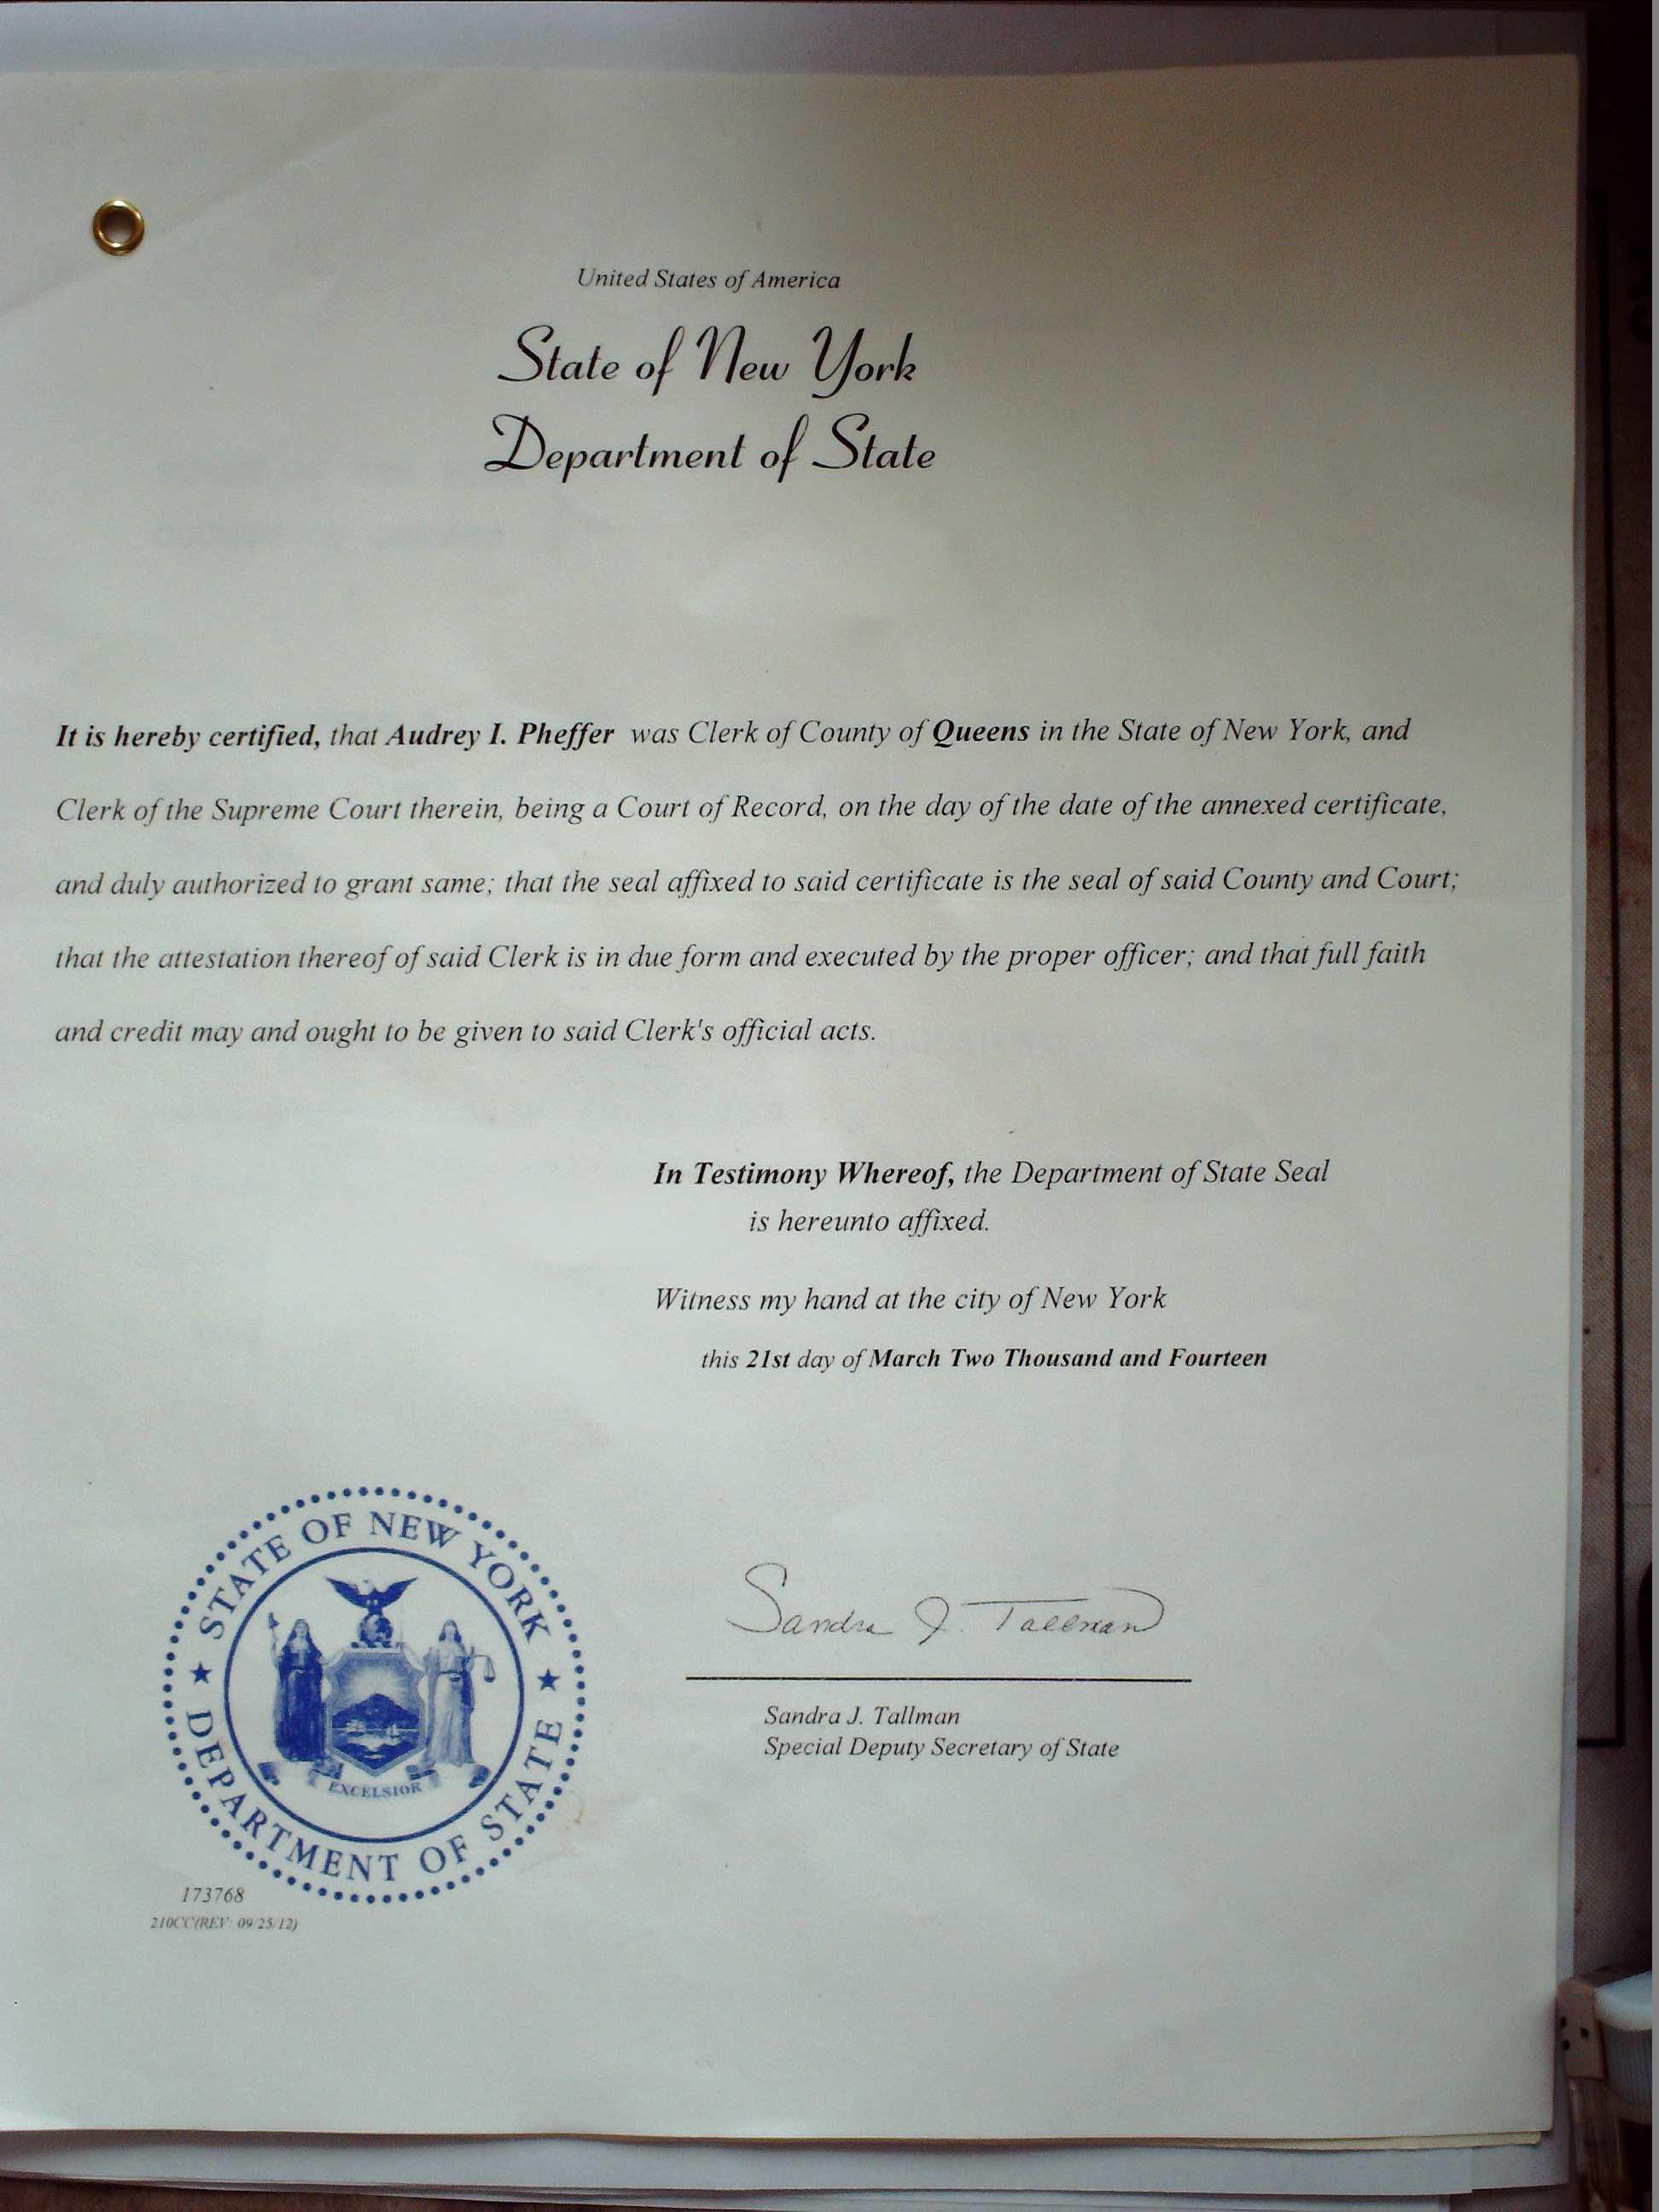 United States of America
State of New York
Department of State
It is hereby certified, that Audrey I. Pheffer was Clerk of County of Queens in the State of New York, and
Clerk of the Supreme Court therein, being a Court of Record, on the day of the date of the annexed certificate,
and duly authorized to grant same; that the seal affixed to said certificate is the seal of said County and Court;
that the attestation thereof of said Clerk is in due form and executed by the proper officer; and that full faith
and credit may and ought to be given to said Clerk's official acts.
In Testimony Whereof, the Department of State Seal
is hereunto affixed.
Witness my hand at the city of New York
this 21st day of March Two Thousand and Fourteen
STATE OF NEW YORK
★ DEPARTMENT OF STATE ★
EXCELSIOR
Sandra J. Tallman
Sandra J. Tallman
Special Deputy Secretary of State
173768
210CC(REV: 09/25/12)